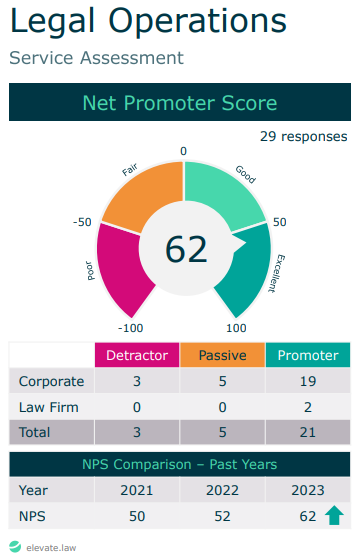 Legal Operations
Service Assessment
Net Promoter Score
29 responses
0
Fair
Good
-50
50
62
Poor
Excellent
-100
100
Detractor Passive Promoter
Corporate 3 5 19
Law Firm 0 0 2
Total 3 5 21
NPS Comparison – Past Years
Year 2021 2022 2023
NPS 50 52 62
elevate.law